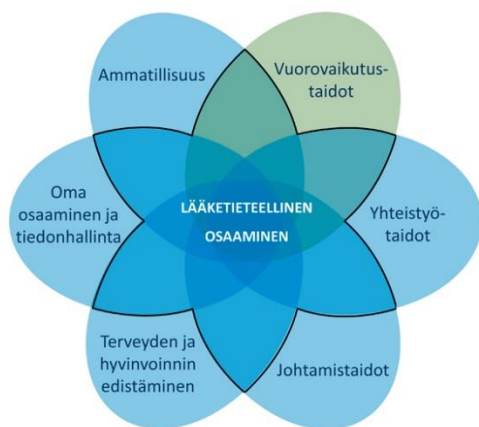 Ammatillisuus
Vuorovaikutus-
taidot
Oma
osaaminen ja
tiedonhallinta
LÄÄKETIETEELLINEN
OSAAMINEN
Yhteistyö-
taidot
Terveyden ja
hyvinvoinnin
edistäminen
Johtamistaidot